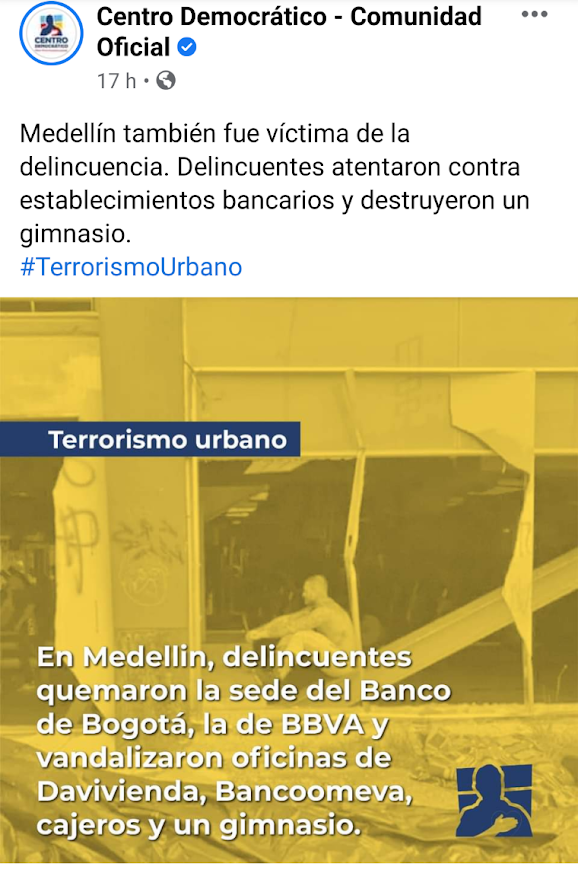 Centro Democrático - Comunidad
Oficial
17 h
Medellín también fue víctima de la
delincuencia. Delincuentes atentaron contra
establecimientos bancarios y destruyeron un
gimnasio.
#TerrorismoUrbano
Terrorismo urbano
En Medellin, delincuentes
quemaron la sede del Banco
de Bogotá, la de BBVA y
vandalizaron oficinas de
Davivienda, Bancoomeva,
cajeros y un gimnasio.